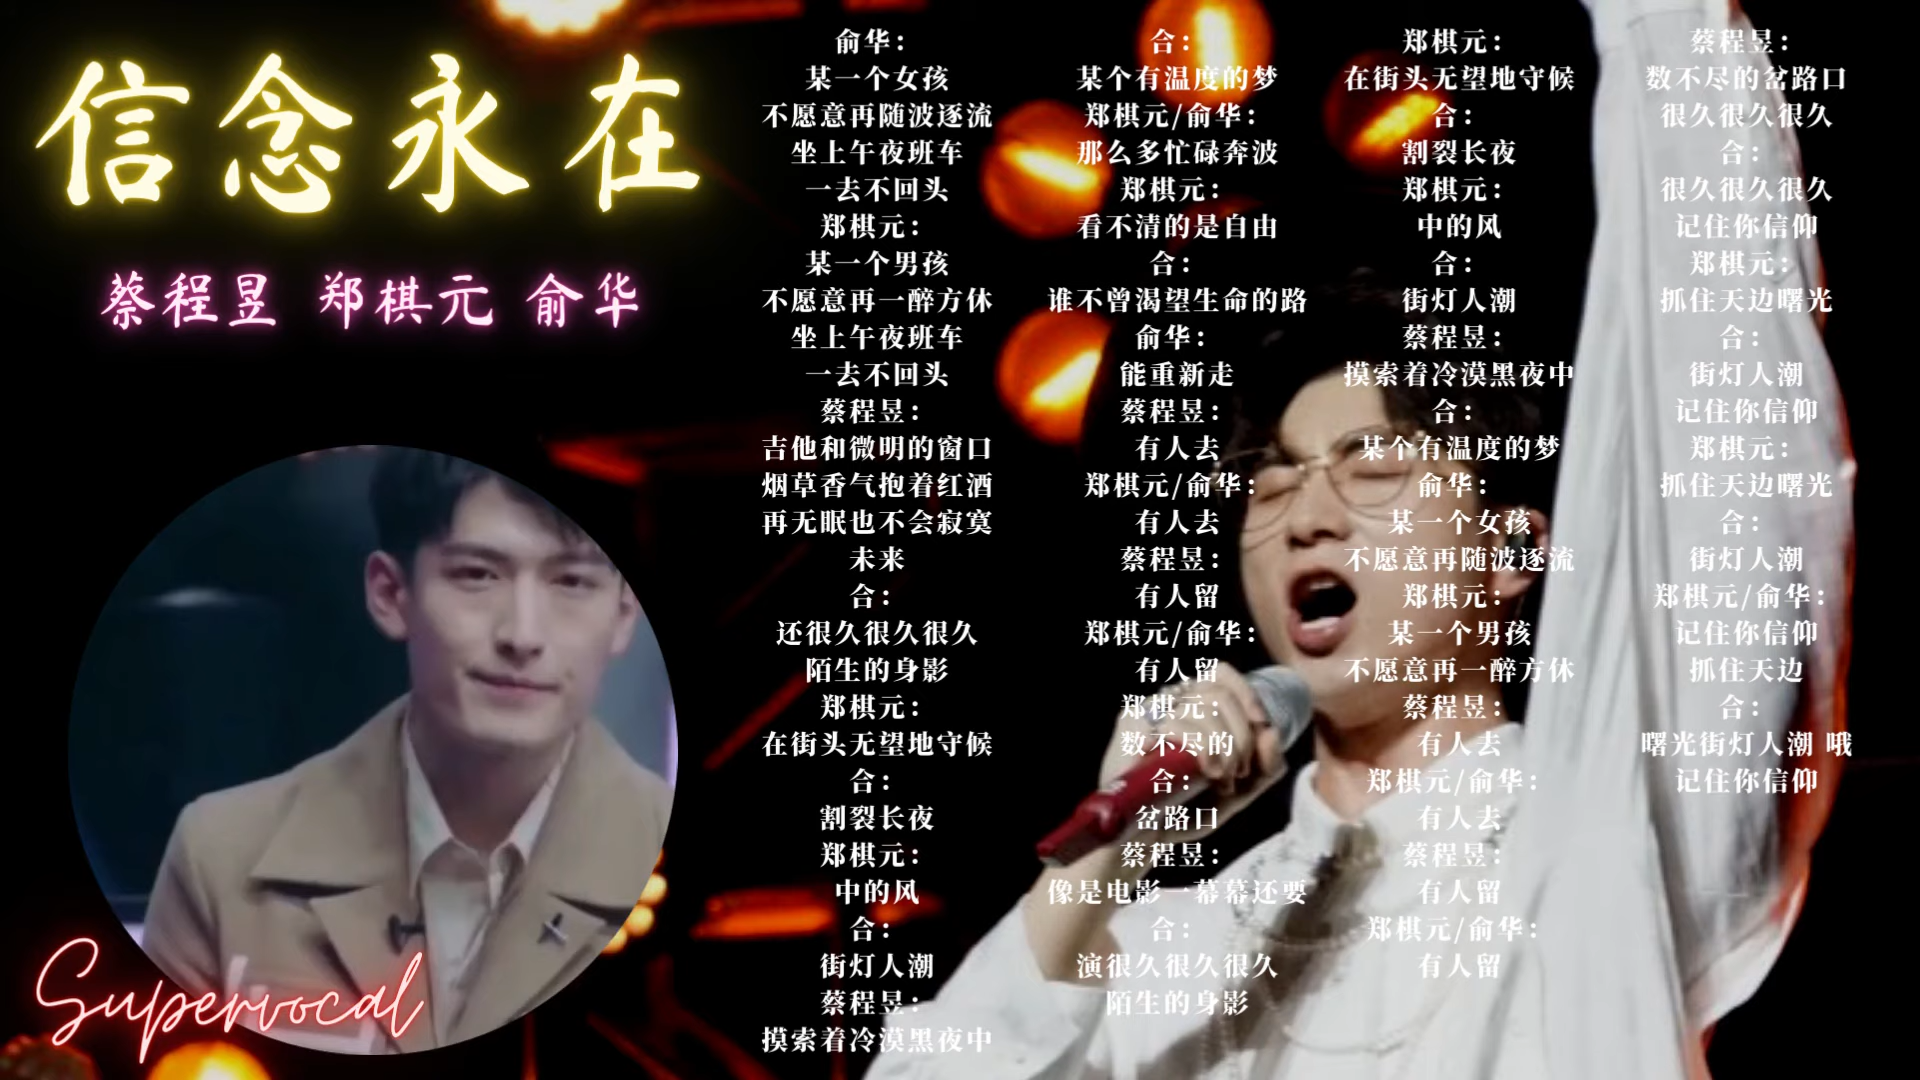 信念永在
蔡程昱 郑棋元 俞华
Supervocal
俞华：
某一个女孩
不愿意再随波逐流
坐上午夜班车
一去不回头
郑棋元：
某一个男孩
不愿意再一醉方休
坐上午夜班车
一去不回头
蔡程昱：
吉他和微明的窗口
烟草香气抱着红酒
再无眠也不会寂寞
未来
合：
还很久很久很久
陌生的身影
郑棋元：
在街头无望地守候
合：
割裂长夜
郑棋元：
中的风
合：
街灯人潮
蔡程昱：
摸索着冷漠黑夜中
合：
某个有温度的梦
郑棋元/俞华：
那么多忙碌奔波
郑棋元：
看不清的是自由
合：
谁不曾渴望生命的路
俞华：
能重新走
蔡程昱：
有人去
郑棋元/俞华：
有人去
蔡程昱：
有人留
郑棋元/俞华：
有人留
郑棋元：
数不尽的
合：
岔路口
蔡程昱：
像是电影一幕幕还要
合：
演很久很久很久
陌生的身影
郑棋元：
在街头无望地守候
合：
割裂长夜
郑棋元：
中的风
合：
街灯人潮
蔡程昱：
摸索着冷漠黑夜中
合：
某个有温度的梦
俞华：
某一个女孩
不愿意再随波逐流
郑棋元：
某一个男孩
不愿意再一醉方休
蔡程昱：
有人去
郑棋元/俞华：
有人去
蔡程昱：
有人留
郑棋元/俞华：
有人留
蔡程昱：
数不尽的岔路口
很久很久很久
合：
很久很久很久
记住你信仰
郑棋元：
抓住天边曙光
合：
街灯人潮
记住你信仰
郑棋元：
抓住天边曙光
合：
街灯人潮
郑棋元/俞华：
记住你信仰
抓住天边
合：
曙光街灯人潮 哦
记住你信仰